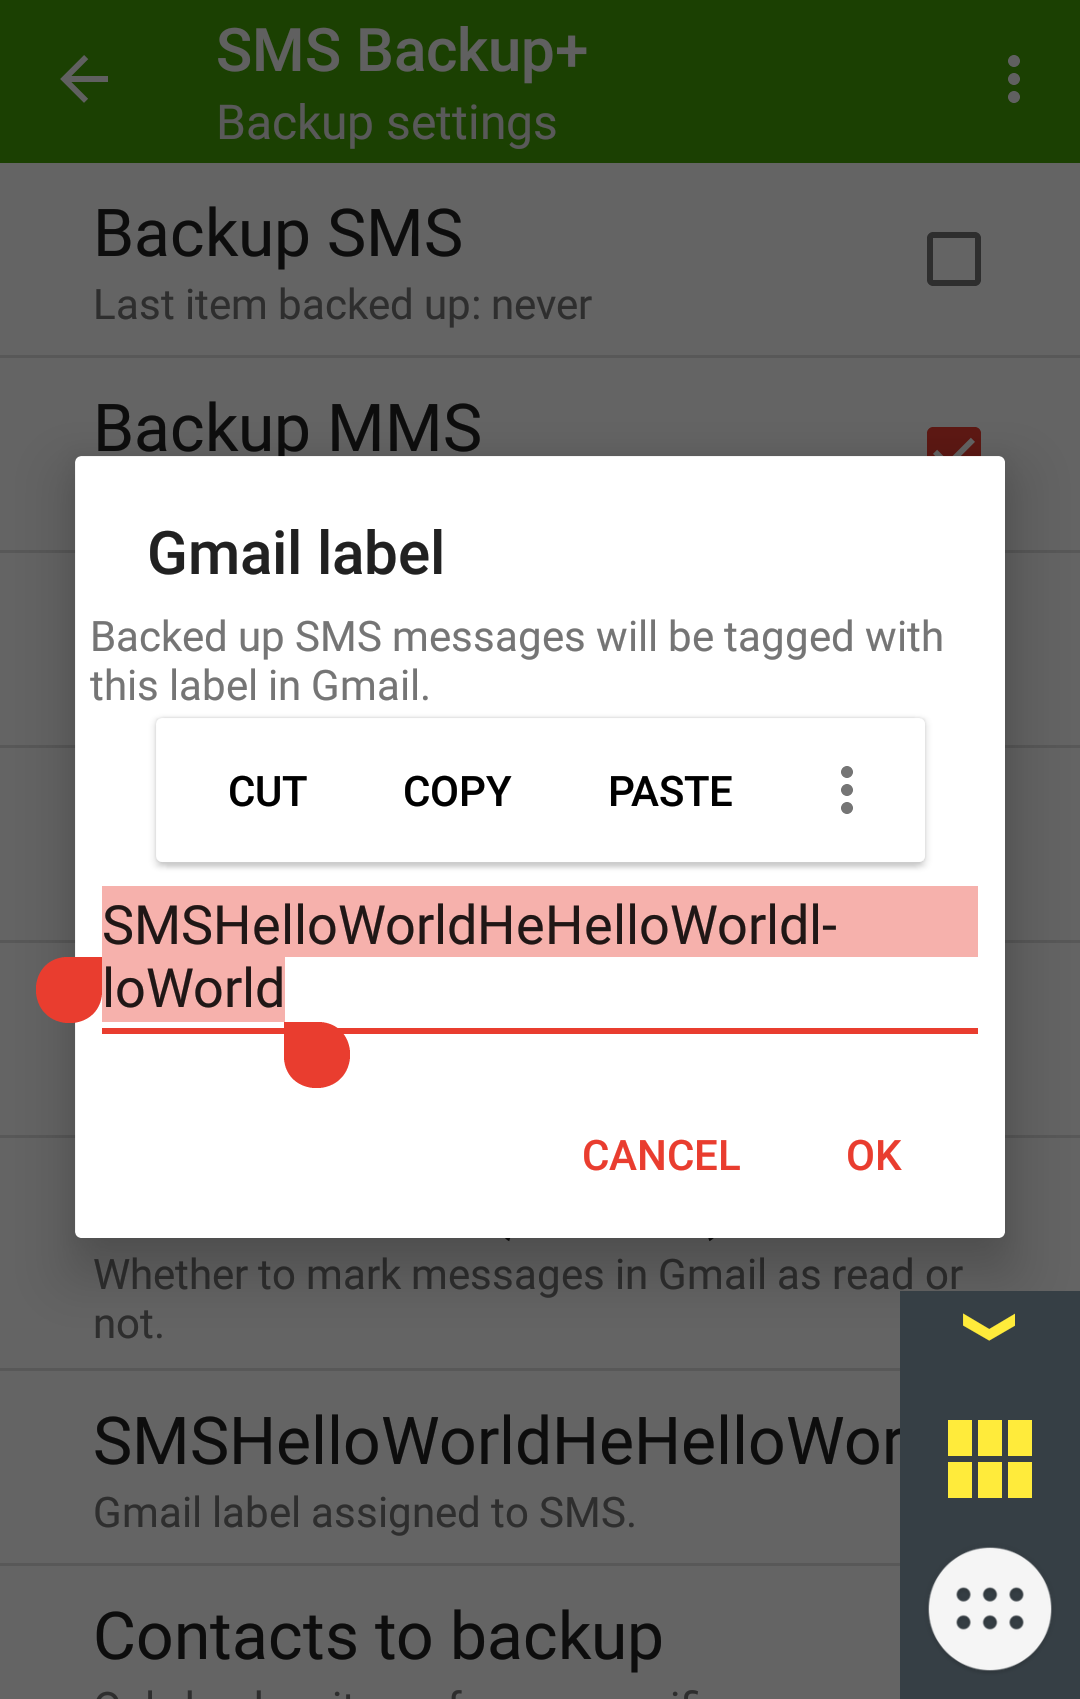 SMS Backup+
Backup settings
Backup SMS
Last item backed up: never
Backup MMS
Gmail label
Backed up SMS messages will be tagged with
this label in Gmail.
CUT COPY PASTE
SMSHelloWorldHeHelloWorldl-
loWorld
CANCEL OK
Whether to mark messages in Gmail as read or
not.
SMSHelloWorldHeHelloWor
Gmail label assigned to SMS.
Contacts to backup